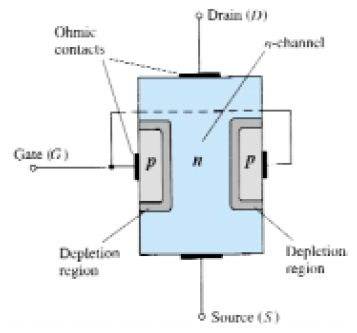 Drain (D)
Ohmic
contacts
n-channel
Gate (G)
p
n
p
Depletion
region
Depletion
region
Source (S)